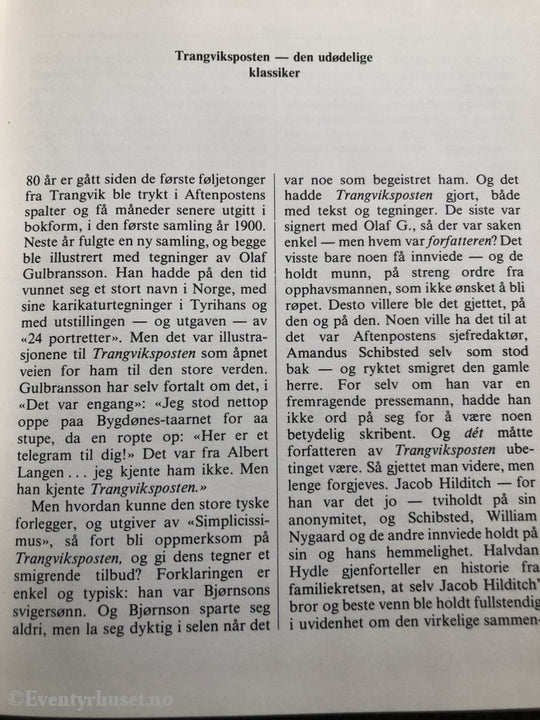 Trangviksposten — den udødelige
klassiker
80 år er gått siden de første føljetonger
fra Trangvik ble trykt i Aftenpostens
spalter og få måneder senere utgitt i
bokform, i den første samling år 1900.
Neste år fulgte en ny samling, og begge
ble illustrert med tegninger av Olaf
Gulbransson. Han hadde på den tid
vunnet seg et stort navn i Norge, med
sine karikaturtegninger i Tyrihans og
med utstillingen — og utgaven — av
«24 portretter». Men det var illustra-
sjonene til Trangviksposten som åpnet
veien for ham til den store verden.
Gulbransson har selv fortalt om det, i
«Det var engang»: «Jeg stod nettop
oppe paa Bygdønes-taarnet for aa
stupe, da en ropte op: «Her er et
telegram til dig!» Det var fra Albert
Langen... jeg kjente ham ikke. Men
han kjente Trangviksposten.»
Men hvordan kunne den store tyske
forlegger, og utgiver av «Simplicissi-
mus», så fort bli oppmerksom på
Trangviksposten, og gi dens tegner et
smigrende tilbud? Forklaringen er
enkel og typisk: han var Bjørnsons
svigersønn. Og Bjørnson sparte seg
aldri, men la seg dyktig i selen når det
var noe som begeistret ham. Og det
hadde Trangviksposten gjort, både
med tekst og tegninger. De siste var
signert med Olaf G., så der var saken
enkel — men hvem var forfatteren? Det
visste bare noen få innviede — og de
holdt munn, på streng ordre fra
opphavsmannen, som ikke ønsket å bli
røpet. Desto villere ble det gjettet, på
den og på den. Noen ville ha det til at
det var Aftenpostens sjefredaktør,
Amandus Schibsted selv som stod
bak — og ryktet smigret den gamle
herre. For selv om han var en
fremragende pressemann, hadde han
ikke ord på seg for å være noen
betydelig skribent. Og dét måtte
forfatteren av Trangviksposten ube-
tinget være. Så gjettet man videre, men
lenge forgjeves. Jacob Hilditch — for
han var det jo — tviholdt på sin
anonymitet, og Schibsted, William
Nygaard og de andre innviede holdt på
sin og hans hemmelighet. Halvdan
Hydle gjenforteller en historie fra
familiekretsen, at selv Jacob Hilditch'
bror og beste venn ble holdt fullstendig
i uvidenhet om den virkelige sammen-
©Eventyrhuset.no